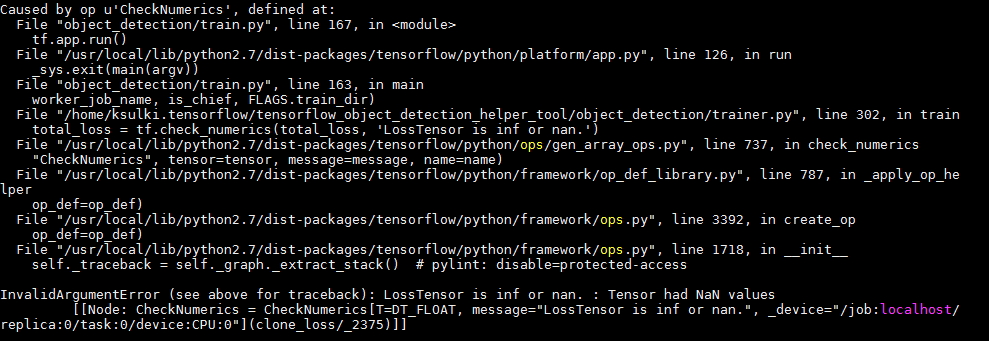 Caused by op u'CheckNumerics', defined at:
  File "object_detection/train.py", line 167, in <module>
    tf.app.run()
  File "/usr/local/lib/python2.7/dist-packages/tensorflow/python/platform/app.py", line 126, in run
    _sys.exit(main(argv))
  File "object_detection/train.py", line 163, in main
    worker_job_name, is_chief, FLAGS.train_dir)
  File "/home/ksulki.tensorflow/tensorflow_object_detection_helper_tool/object_detection/trainer.py", line 302, in train
    total_loss = tf.check_numerics(total_loss, 'LossTensor is inf or nan.')
  File "/usr/local/lib/python2.7/dist-packages/tensorflow/python/ops/gen_array_ops.py", line 737, in check_numerics
    "CheckNumerics", tensor=tensor, message=message, name=name)
  File "/usr/local/lib/python2.7/dist-packages/tensorflow/python/framework/op_def_library.py", line 787, in _apply_op_he
lper
    op_def=op_def)
  File "/usr/local/lib/python2.7/dist-packages/tensorflow/python/framework/ops.py", line 3392, in create_op
    op_def=op_def)
  File "/usr/local/lib/python2.7/dist-packages/tensorflow/python/framework/ops.py", line 1718, in __init__
    self._traceback = self._graph._extract_stack()  # pylint: disable=protected-access

InvalidArgumentError (see above for traceback): LossTensor is inf or nan. : Tensor had NaN values
         [[Node: CheckNumerics = CheckNumerics[T=DT_FLOAT, message="LossTensor is inf or nan.", _device="/job:localhost/
replica:0/task:0/device:CPU:0"](clone_loss/_2375)]]